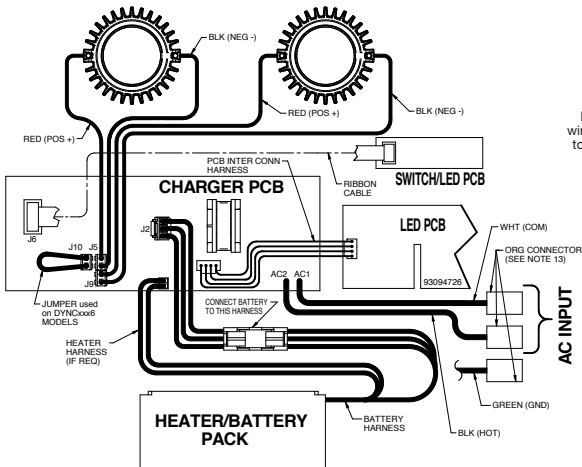 BLK (NEG -)
RED (POS +)
BLK (NEG -)
RED (POS +)
win
to
PCB INTER CONN
HARNESS
RIBBON
CABLE
SWITCH/LED PCB
CHARGER PCB
J6
J2
J10
J5
J9
AC2
AC1
LED PCB
93094726
WHT (COM)
ORG CONNECTOR
(SEE NOTE 13)
AC INPUT
JUMPER used
on DYNCxxx6
MODELS
CONNECT BATTERY
TO THIS HARNESS
HEATER
HARNESS
(IF REQ)
GREEN (GND)
BLK (HOT)
BATTERY
HARNESS
HEATER/BATTERY
PACK